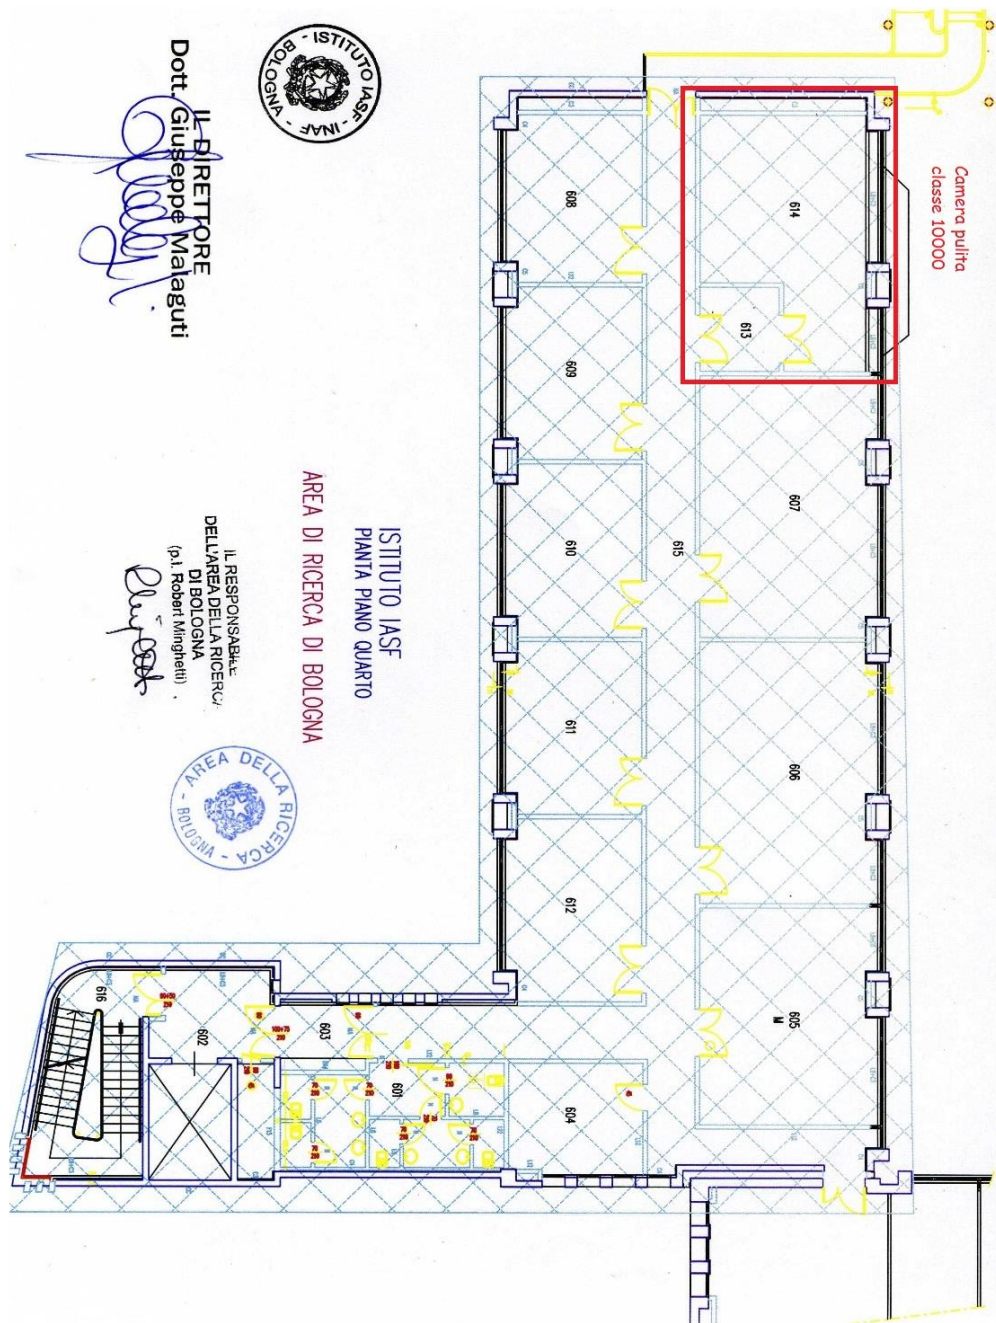 ISTITUTO IASF - INAF - BOLOGNA -
IL DIRETTORE
Dott. Giuseppe Malaguti
Camera pulita
classe 10000
ISTITUTO IASF
PIANTA PIANO QUARTO
AREA DI RICERCA DI BOLOGNA
IL RESPONSABILE
DELL'AREA DELLA RICERCA
DI BOLOGNA
(p.i. Robert Minghetti)
AREA DELLA RICERCA - BOLOGNA -
608
614
613
609
607
610
615
611
606
612
605
M
616
602
603
601
604